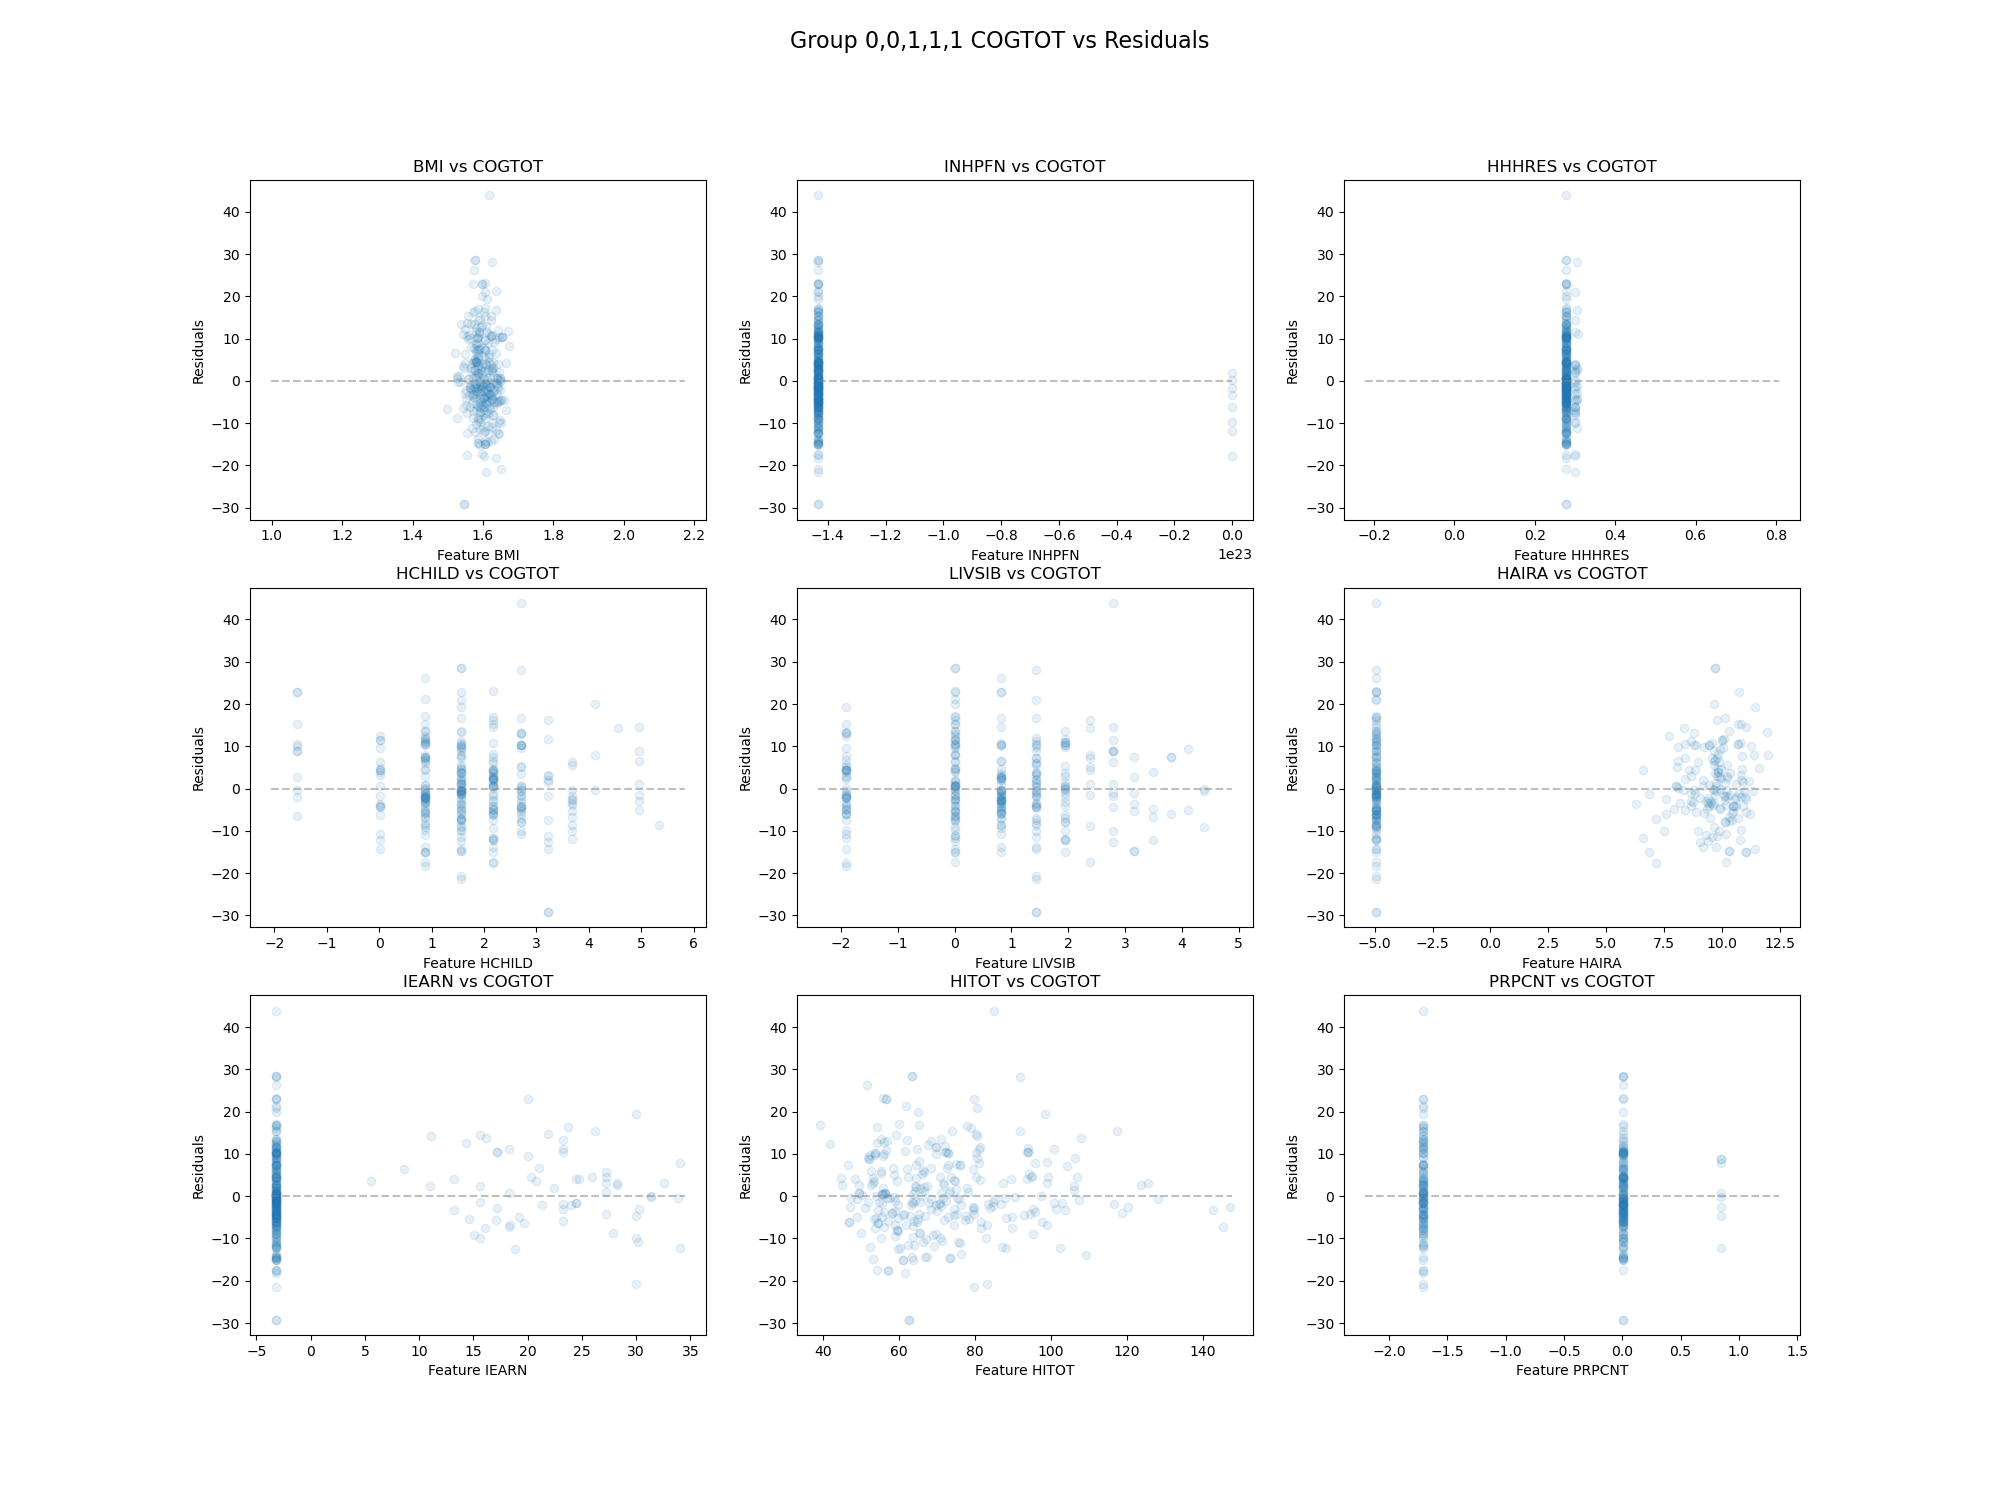 Group 0,0,1,1,1 COGTOT vs Residuals
BMI vs COGTOT
INHPFN vs COGTOT
HHHRES vs COGTOT
40
30
20
10
0
−10
−20
−30
Residuals
1.0 1.2 1.4 1.6 1.8 2.0 2.2
Feature BMI
40
30
20
10
0
−10
−20
−30
Residuals
−1.4 −1.2 −1.0 −0.8 −0.6 −0.4 −0.2 0.0
Feature INHPFN
1e23
40
30
20
10
0
−10
−20
−30
Residuals
−0.2 0.0 0.2 0.4 0.6 0.8
Feature HHHRES
HCHILD vs COGTOT
LIVSIB vs COGTOT
HAIRA vs COGTOT
40
30
20
10
0
−10
−20
−30
Residuals
−2 −1 0 1 2 3 4 5 6
Feature HCHILD
40
30
20
10
0
−10
−20
−30
Residuals
−2 −1 0 1 2 3 4 5
Feature LIVSIB
40
30
20
10
0
−10
−20
−30
Residuals
−5.0 −2.5 0.0 2.5 5.0 7.5 10.0 12.5
Feature HAIRA
IEARN vs COGTOT
HITOT vs COGTOT
PRPCNT vs COGTOT
40
30
20
10
0
−10
−20
−30
Residuals
−5 0 5 10 15 20 25 30 35
Feature IEARN
40
30
20
10
0
−10
−20
−30
Residuals
40 60 80 100 120 140
Feature HITOT
40
30
20
10
0
−10
−20
−30
Residuals
−2.0 −1.5 −1.0 −0.5 0.0 0.5 1.0 1.5
Feature PRPCNT